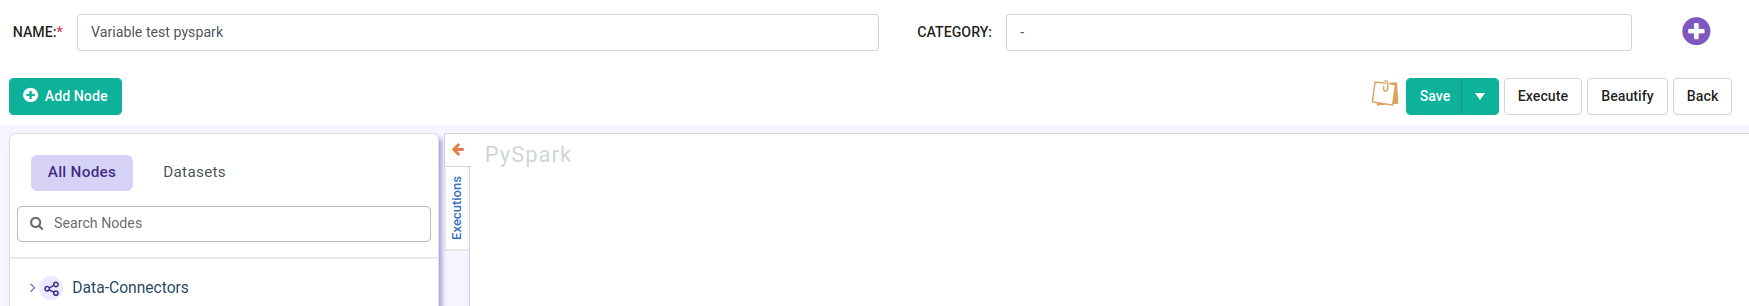 NAME:* Variable test pyspark CATEGORY: -
Add Node Save Execute Beautify Back
All Nodes Datasets
PySpark
Executions
Search Nodes
Data-Connectors